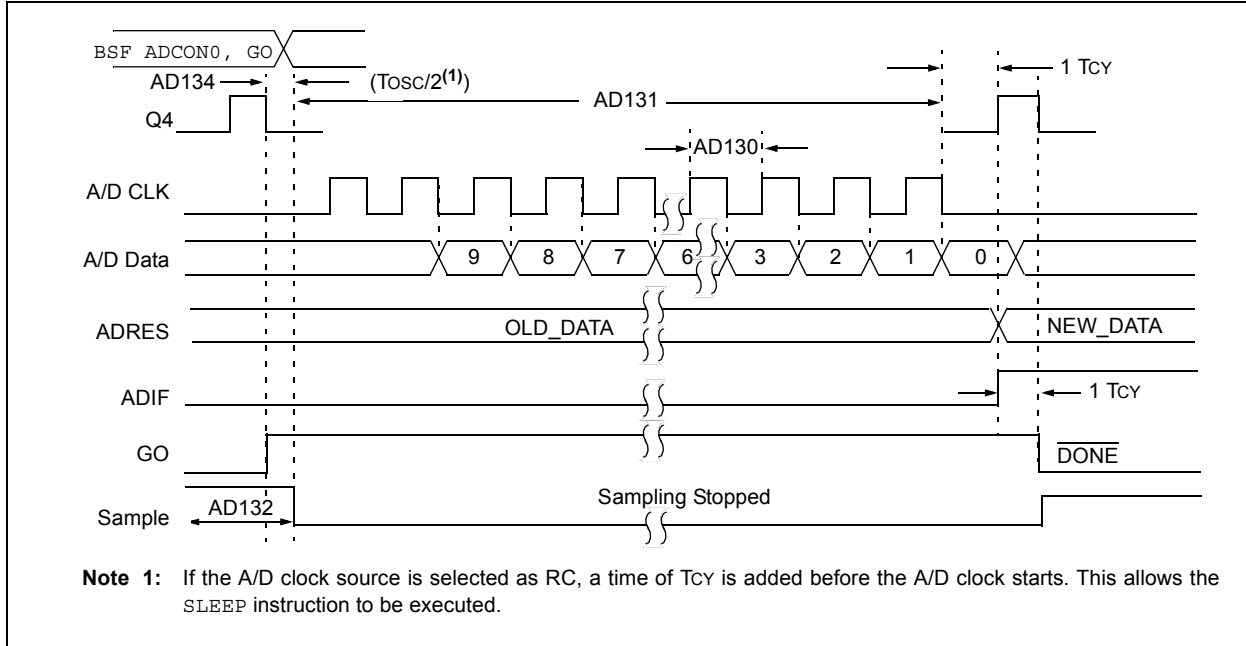 BSF ADCON0, GO
AD134
(TOSC/2(1))
AD131
1 TCY
Q4
AD130
A/D CLK
A/D Data
9 8 7 6 3 2 1 0
ADRES
OLD_DATA
NEW_DATA
ADIF
1 TCY
GO
DONE
Sample
AD132
Sampling Stopped
Note 1: If the A/D clock source is selected as RC, a time of TCY is added before the A/D clock starts. This allows the
SLEEP instruction to be executed.